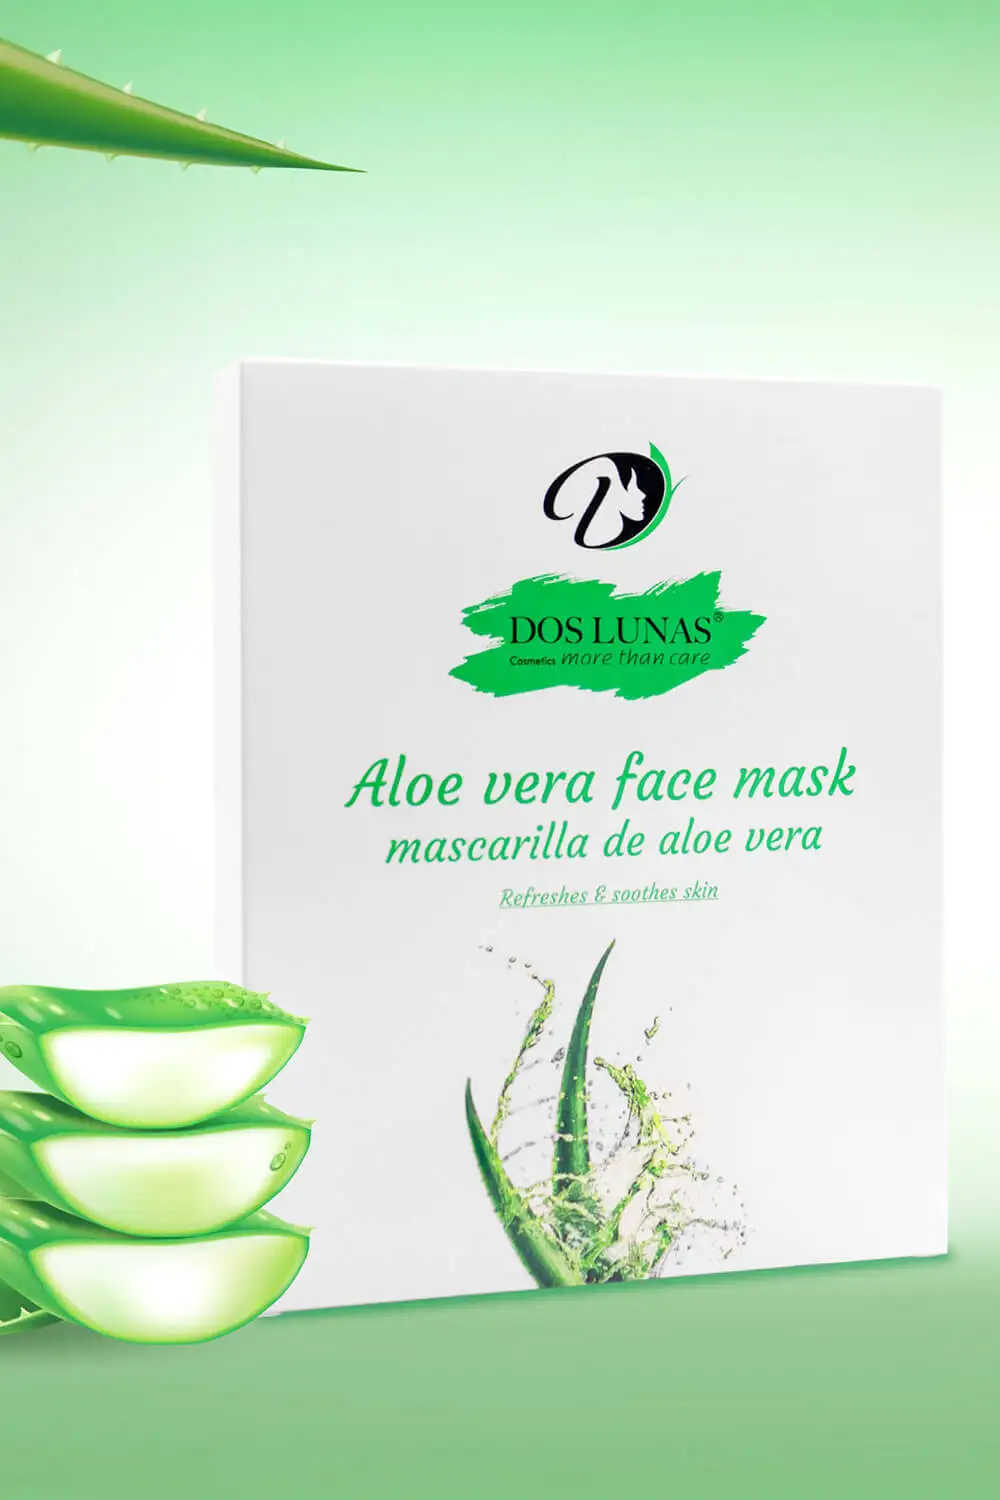 DOS LUNAS®
Cosmetics more than care
Aloe vera face mask
mascarilla de aloe vera
Refreshes & soothes skin